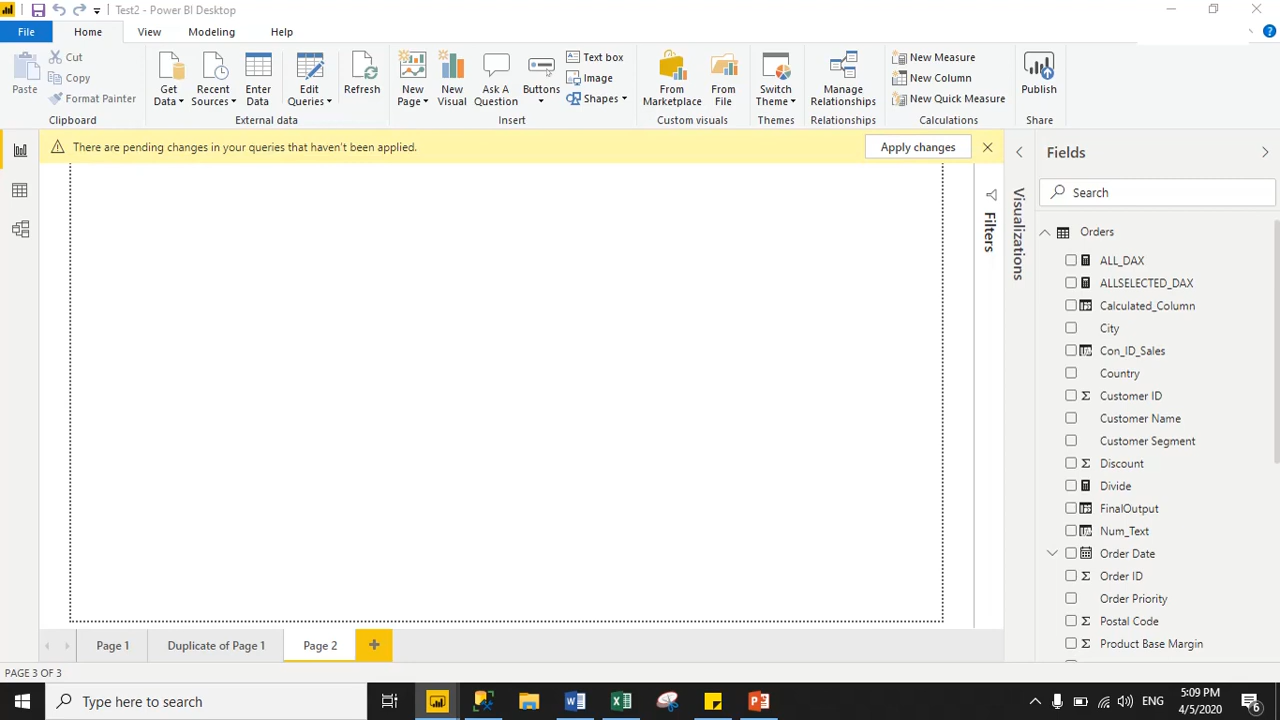 Test2 - Power BI Desktop
File Home View Modeling Help
Paste
Cut
Copy
Format Painter
Get Data
Recent Sources
Enter Data
Edit Queries
Refresh
New Page
New Visual
Ask A Question
Buttons
Text box
Image
Shapes
From Marketplace
From File
Switch Theme
Manage Relationships
New Measure
New Column
New Quick Measure
Publish
Clipboard External data Insert Custom visuals Themes Relationships Calculations Share
There are pending changes in your queries that haven't been applied. Apply changes
Filters
Visualizations
Fields
Search
Orders
ALL_DAX
ALLSELECTED_DAX
Calculated_Column
City
Con_ID_Sales
Country
Customer ID
Customer Name
Customer Segment
Discount
Divide
FinalOutput
Num_Text
Order Date
Order ID
Order Priority
Postal Code
Product Base Margin
Page 1 Duplicate of Page 1 Page 2
PAGE 3 OF 3
Type here to search
ENG
5:09 PM
4/5/2020
6